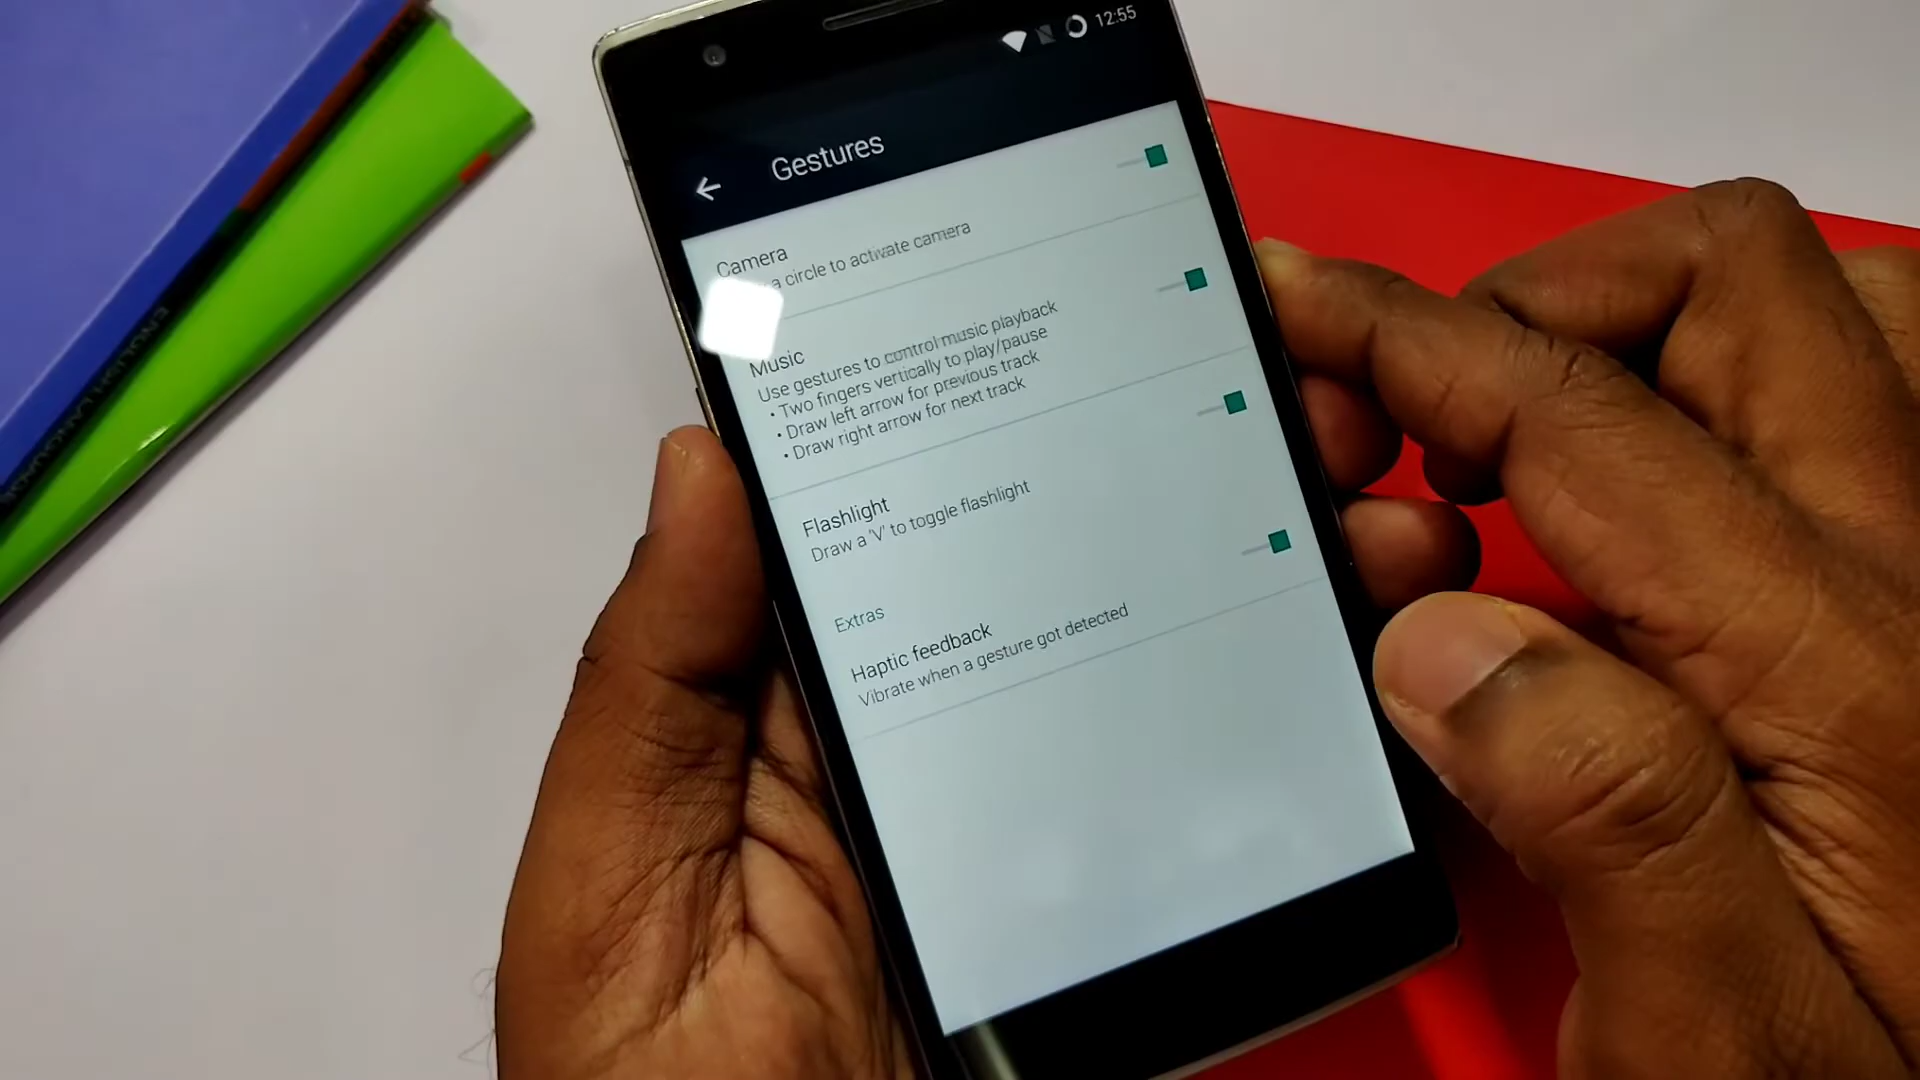 12:55
Gestures
Camera
a circle to activate camera
Music
Use gestures to control music playback
• Two fingers vertically to play/pause
• Draw left arrow for previous track
• Draw right arrow for next track
Flashlight
Draw a 'V' to toggle flashlight
Extras
Haptic feedback
Vibrate when a gesture got detected
ENGLISH LANGUAGE